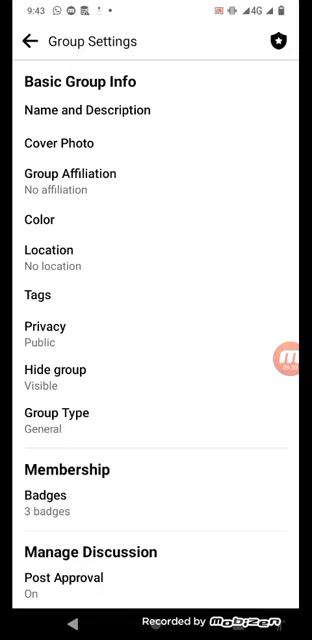 9:43
4G
Group Settings
Basic Group Info
Name and Description
Cover Photo
Group Affiliation
No affiliation
Color
Location
No location
Tags
Privacy
Public
Hide group
Visible
Group Type
General
Membership
Badges
3 badges
Manage Discussion
Post Approval
On
Recorded by Mobizen